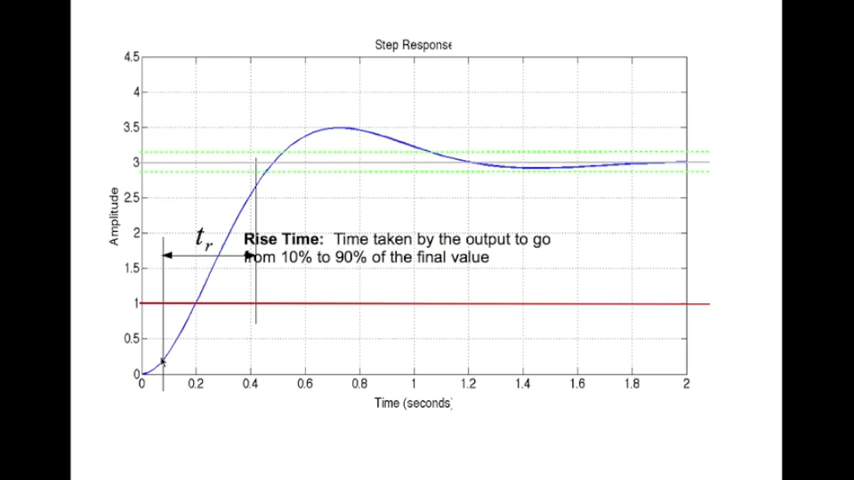 Step Response
4.5
4
3.5
3
2.5
2
1.5
1
0.5
0
Amplitude
t_r
Rise Time: Time taken by the output to go
from 10% to 90% of the final value
0 0.2 0.4 0.6 0.8 1 1.2 1.4 1.6 1.8 2
Time (seconds)